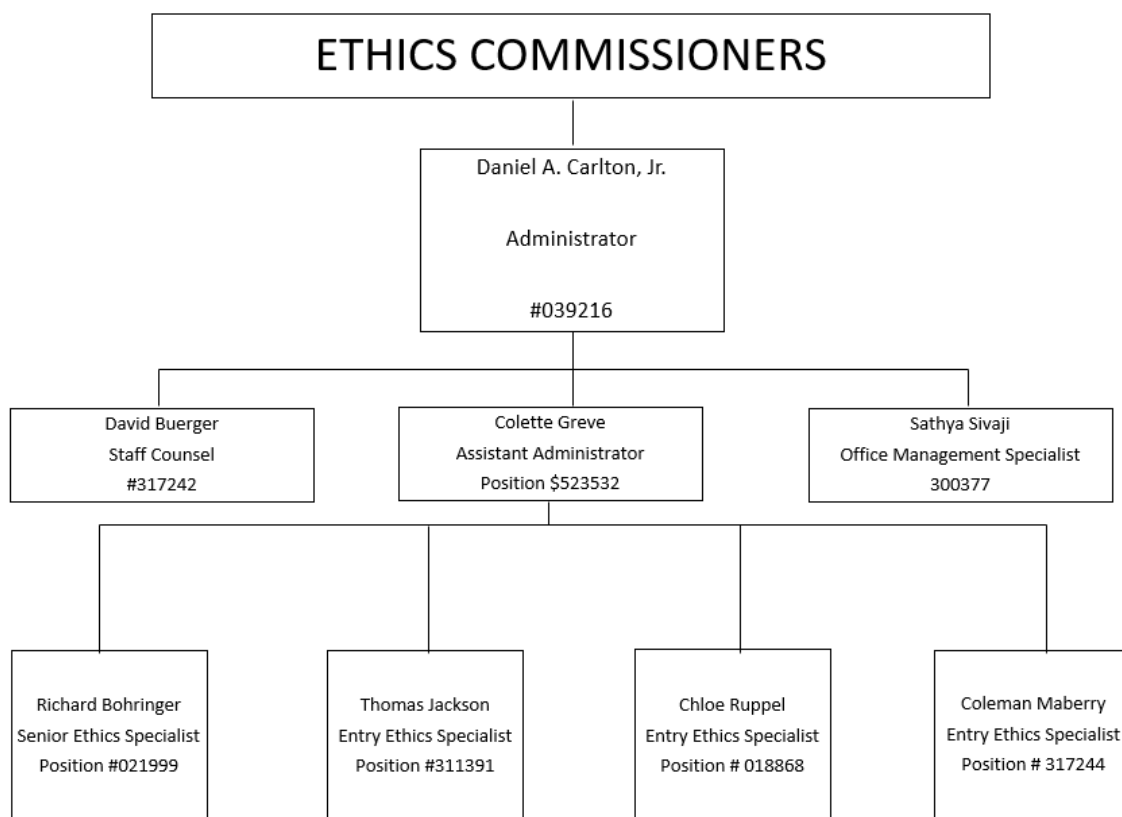 ETHICS COMMISSIONERS
Daniel A. Carlton, Jr.
Administrator
#039216
David Buerger
Staff Counsel
#317242
Colette Greve
Assistant Administrator
Position $523532
Sathya Sivaji
Office Management Specialist
300377
Richard Bohringer
Senior Ethics Specialist
Position #021999
Thomas Jackson
Entry Ethics Specialist
Position #311391
Chloe Ruppel
Entry Ethics Specialist
Position # 018868
Coleman Maberry
Entry Ethics Specialist
Position # 317244